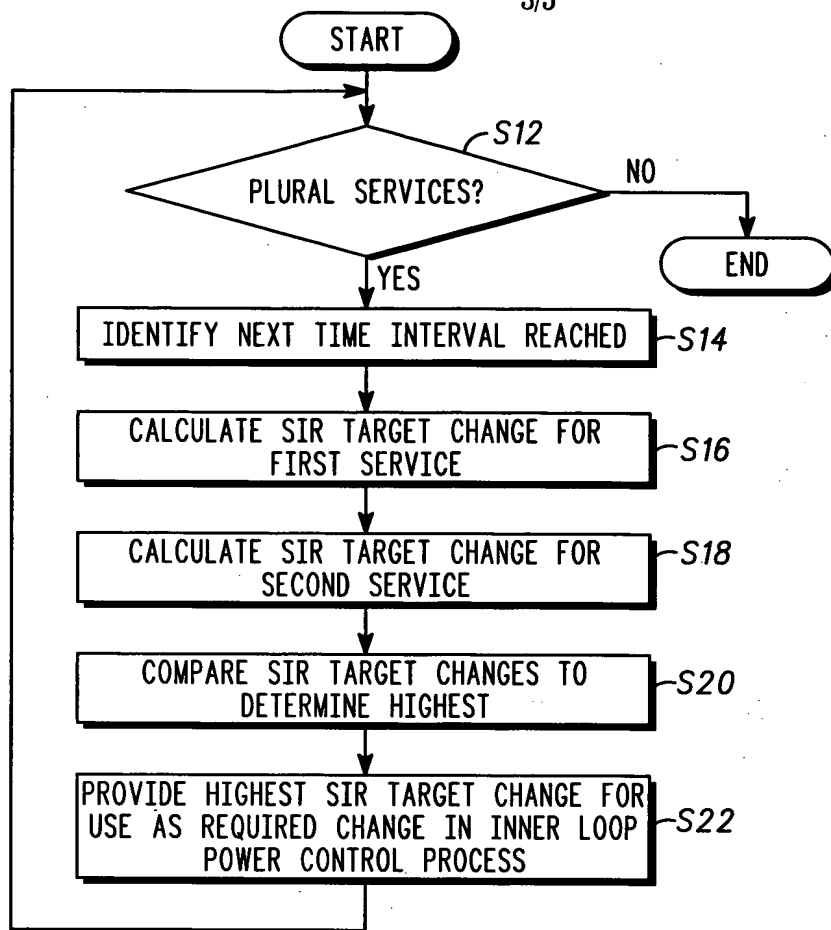 3/5
START
S12
PLURAL SERVICES?
NO
END
YES
IDENTIFY NEXT TIME INTERVAL REACHED
S14
CALCULATE SIR TARGET CHANGE FOR
FIRST SERVICE
S16
CALCULATE SIR TARGET CHANGE FOR
SECOND SERVICE
S18
COMPARE SIR TARGET CHANGES TO
DETERMINE HIGHEST
S20
PROVIDE HIGHEST SIR TARGET CHANGE FOR
USE AS REQUIRED CHANGE IN INNER LOOP
POWER CONTROL PROCESS
S22